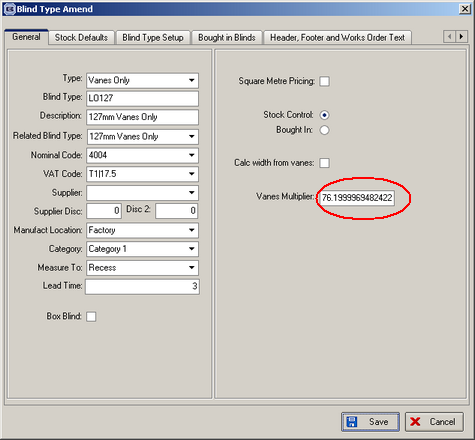 Blind Type Amend
General Stock Defaults Blind Type Setup Bought in Blinds Header, Footer and Works Order Text
Type: Vanes Only
Blind Type: LO127
Description: 127mm Vanes Only
Related Blind Type: 127mm Vanes Only
Nominal Code: 4004
VAT Code: T1|17.5
Supplier:
Supplier Disc: 0 Disc 2: 0
Manufact Location: Factory
Category: Category 1
Measure To: Recess
Lead Time: 3
Box Blind:
Square Metre Pricing:
Stock Control:
Bought In:
Calc width from vanes:
Vanes Multiplier: 76.1999969482422
Save Cancel